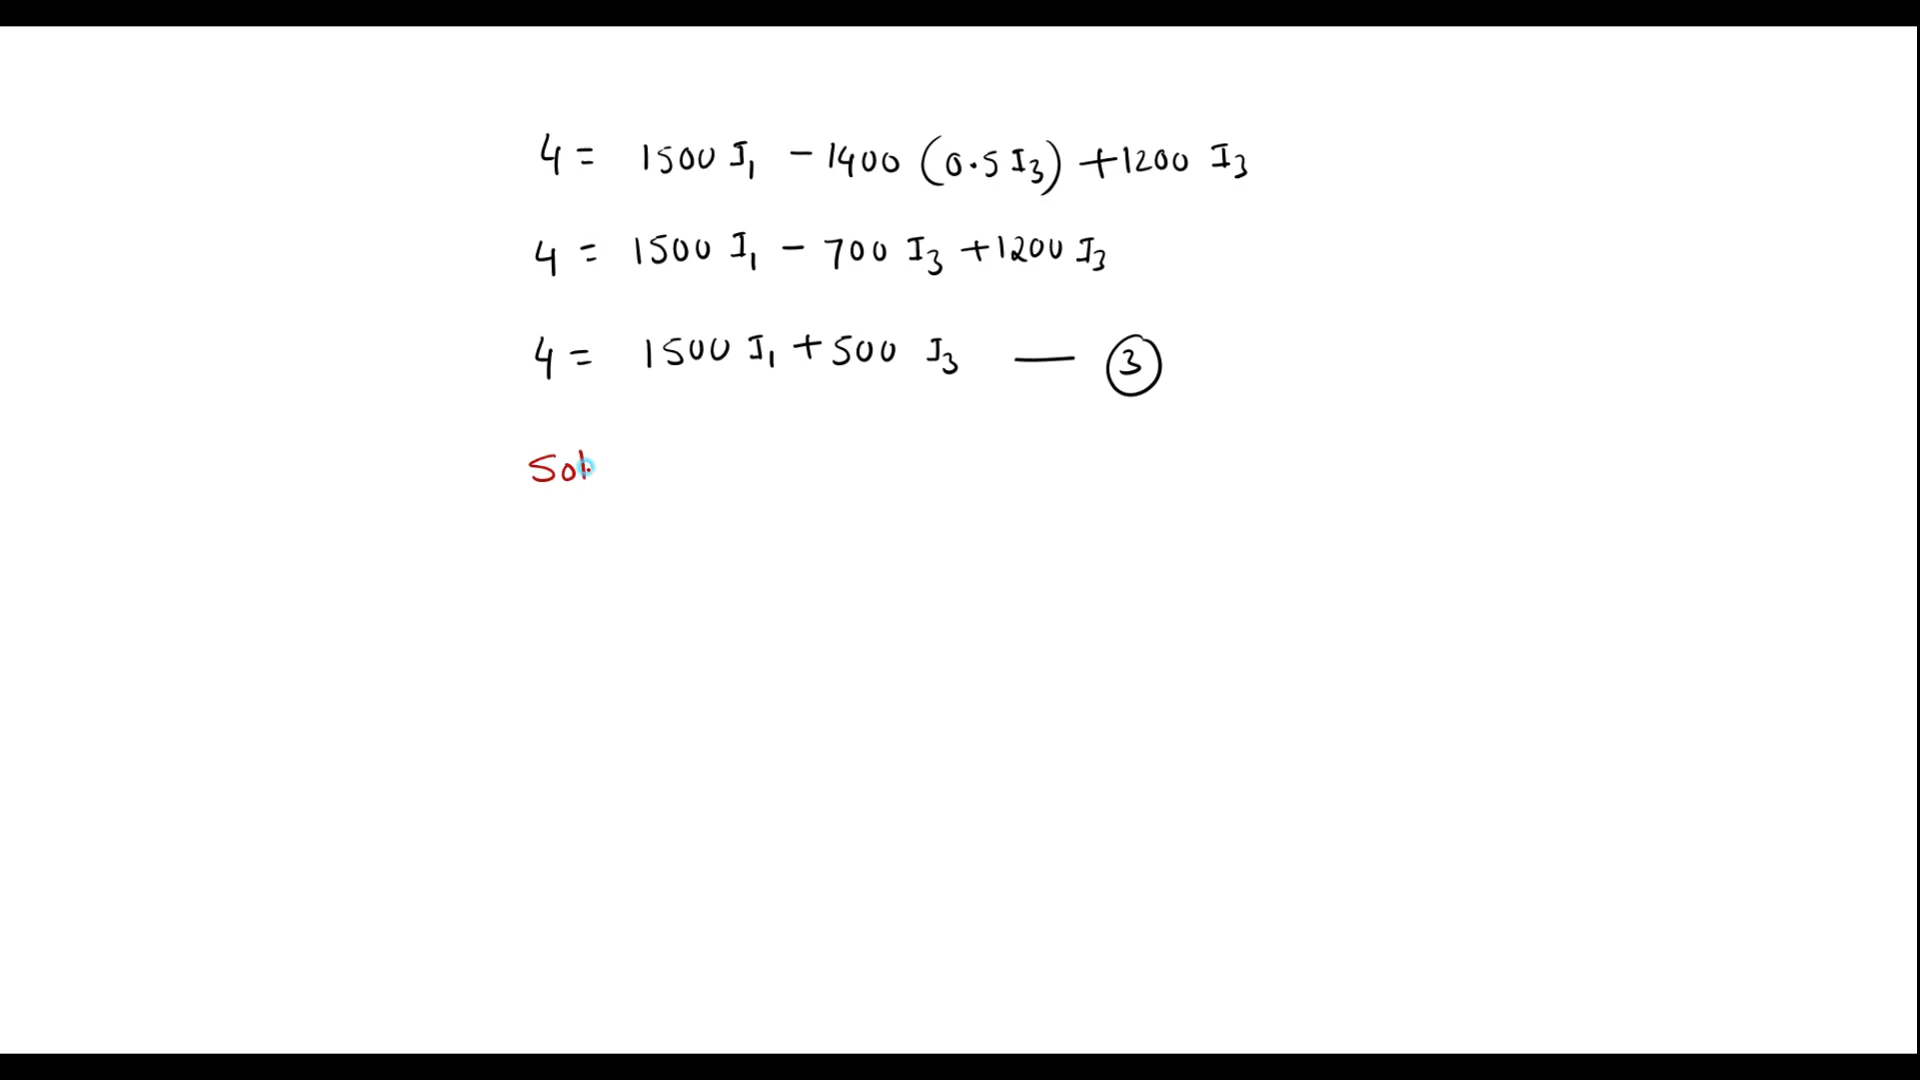 4 = 1500 I₁ - 1400 (0.5 I₃) + 1200 I₃
4 = 1500 I₁ - 700 I₃ + 1200 I₃
4 = 1500 I₁ + 500 I₃ — ③
Sol